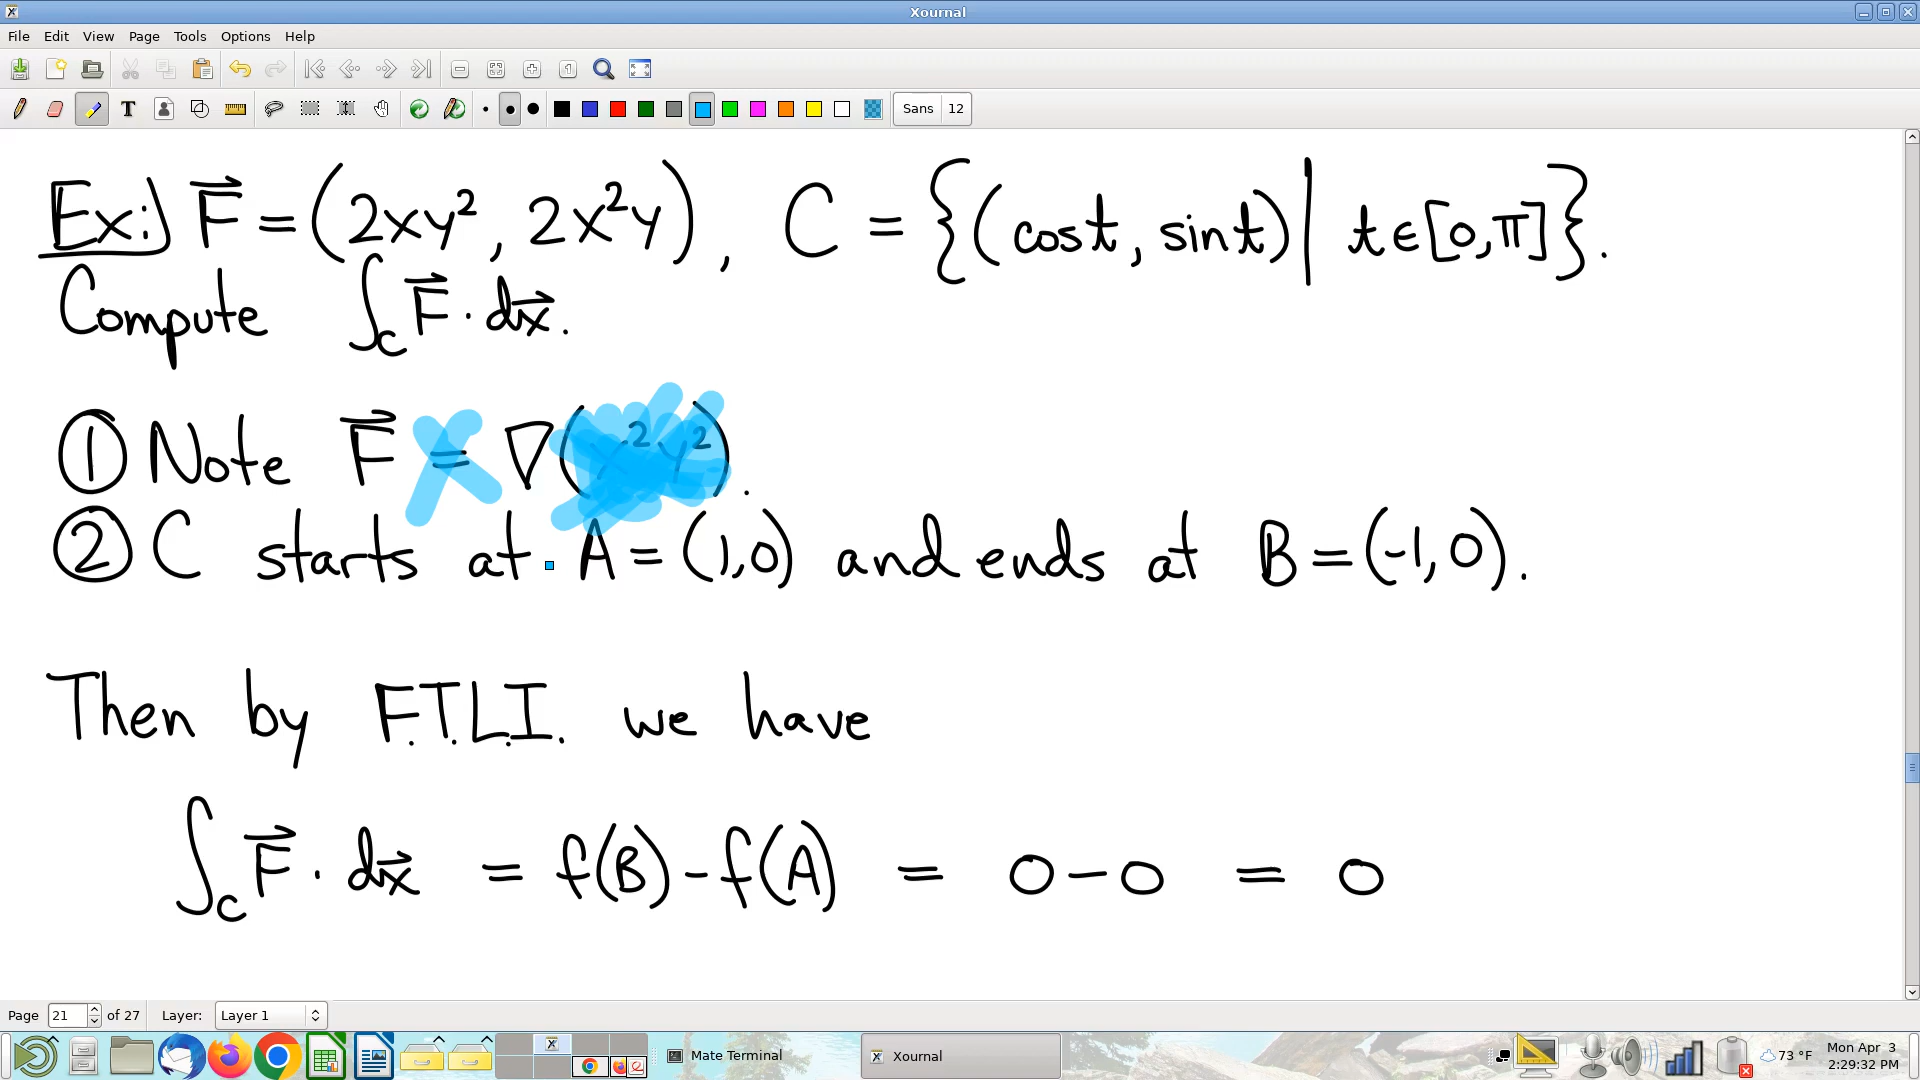 Xournal
File Edit View Page Tools Options Help
Sans 12
Ex: F⃗ = (2xy², 2x²y), C = {(cost, sint) | t∈[0,π]}.
Compute ∫_C F⃗ · dx⃗.
① Note F⃗ = ∇(x²y²).
② C starts at A = (1,0) and ends at B = (-1,0).
Then by F.T.L.I. we have
∫_C F⃗ · dx⃗ = f(B) - f(A) = 0 - 0 = 0
Page 21 of 27 Layer: Layer 1
Mate Terminal Xournal 73 °F Mon Apr 3
2:29:32 PM